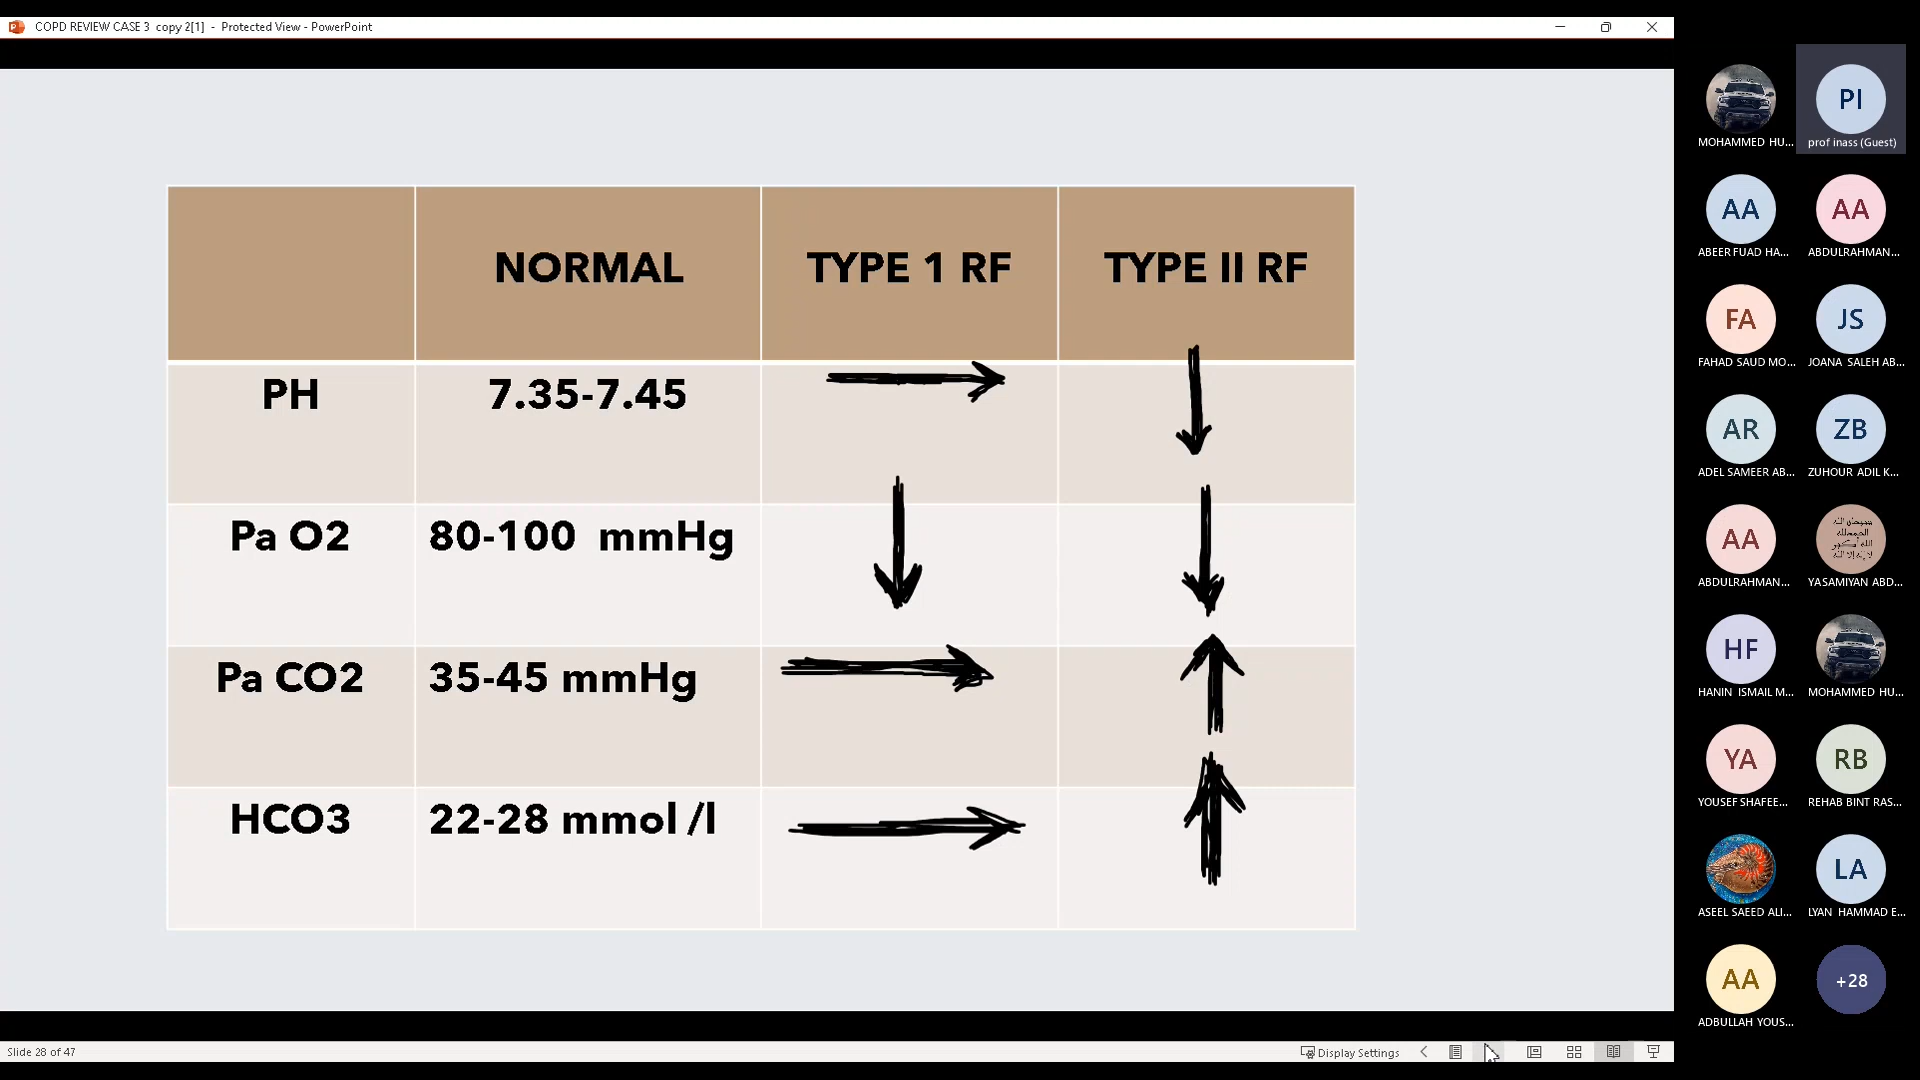 COPD REVIEW CASE 3 copy 2[1] - Protected View - PowerPoint
NORMAL TYPE 1 RF TYPE II RF
PH 7.35-7.45
Pa O2 80-100 mmHg
Pa CO2 35-45 mmHg
HCO3 22-28 mmol /l
MOHAMMED HU... PI prof inass (Guest)
AA AA
ABEER FUAD HA... ABDULRAHMAN...
FA JS
FAHAD SAUD MO... JOANA SALEH AB...
AR ZB
ADEL SAMEER AB... ZUHOUR ADIL K...
AA
ABDULRAHMAN... YASAMIYAN ABD...
HF
HANIN ISMAIL M... MOHAMMED HU...
YA RB
YOUSEF SHAFEE... REHAB BINT RAS...
LA
ASEEL SAEED ALI... LYAN HAMMAD E...
AA +28
ADBULLAH YOUS...
Slide 28 of 47 Display Settings